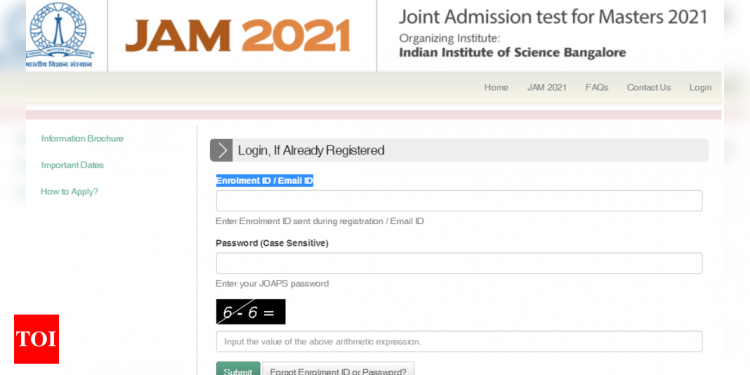 भारतीय विज्ञान संस्थान
JAM 2021
Joint Admission test for Masters 2021
Organizing Institute:
Indian Institute of Science Bangalore
Home JAM 2021 FAQs Contact Us Login
Information Brochure
Important Dates
How to Apply?
Login, If Already Registered
Enrolment ID / Email ID
Enter Enrolment ID sent during registration / Email ID
Password (Case Sensitive)
Enter your JOAPS password
6 - 6 =
Input the value of the above arithmetic expression.
Submit Forgot Enrolment ID or Password?
TOI